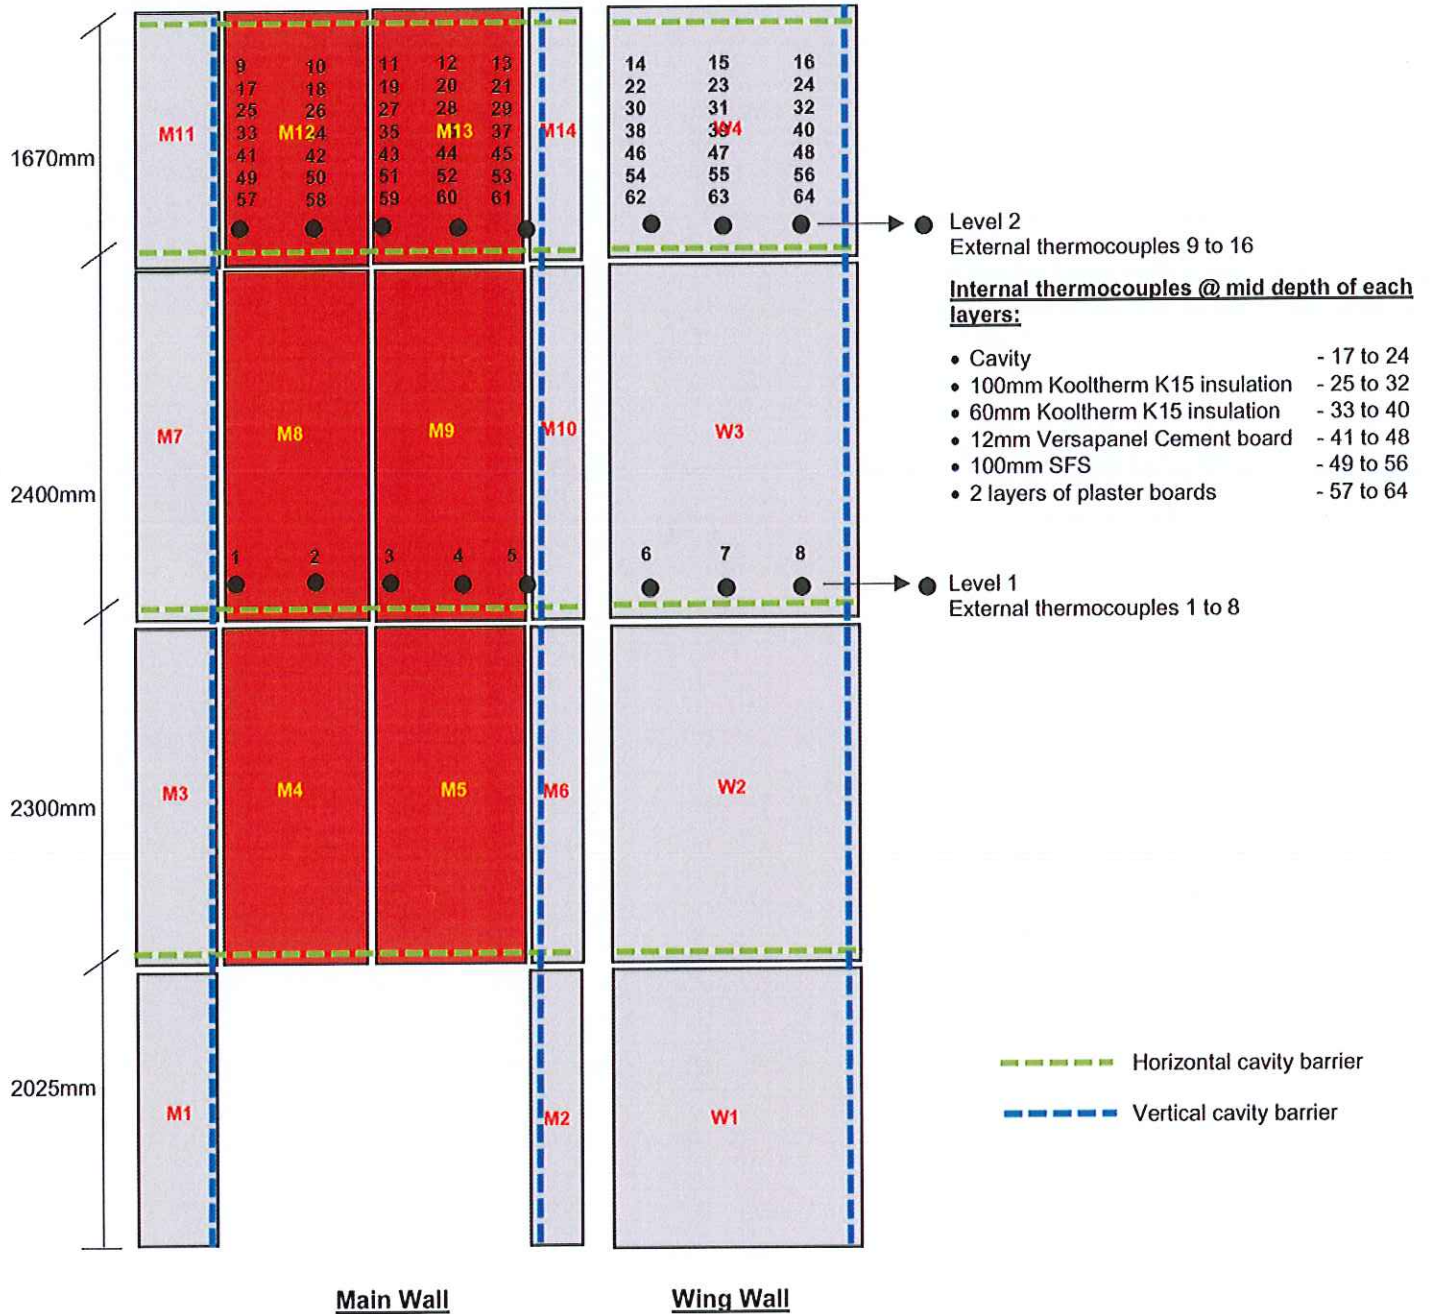 9 10 11 12 13 14 15 16
17 18 19 20 21 22 23 24
25 26 27 28 29 30 31 32
M11 33 M12 4 35 M13 37 M14 38 W4 40
1670mm
41 42 43 44 45 46 47 48
49 50 51 52 53 54 55 56
57 58 59 60 61 62 63 64
Level 2
External thermocouples 9 to 16
Internal thermocouples @ mid depth of each
layers:
• Cavity - 17 to 24
• 100mm Kooltherm K15 insulation - 25 to 32
• 60mm Kooltherm K15 insulation - 33 to 40
• 12mm Versapanel Cement board - 41 to 48
• 100mm SFS - 49 to 56
• 2 layers of plaster boards - 57 to 64
M7 M8 M9 M10 W3
2400mm
1 2 3 4 5 6 7 8
Level 1
External thermocouples 1 to 8
M3 M4 M5 M6 W2
2300mm
2025mm
M1 M2 W1
Horizontal cavity barrier
Vertical cavity barrier
Main Wall Wing Wall